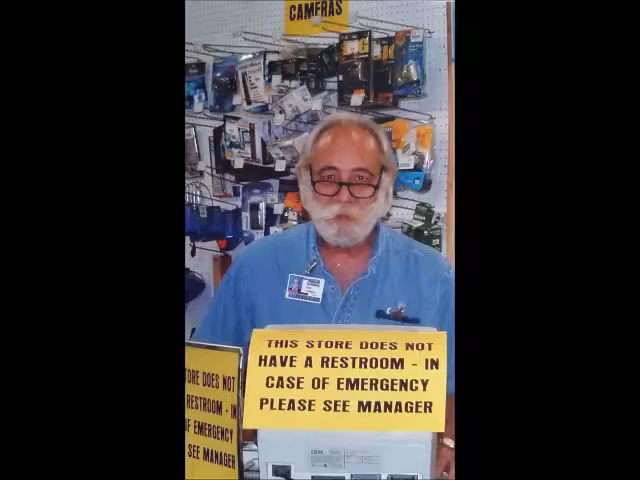 CAMERAS
THIS STORE DOES NOT
HAVE A RESTROOM - IN
CASE OF EMERGENCY
PLEASE SEE MANAGER
TORE DOES NOT
RESTROOM - IN
OF EMERGENCY
SEE MANAGER
IBM